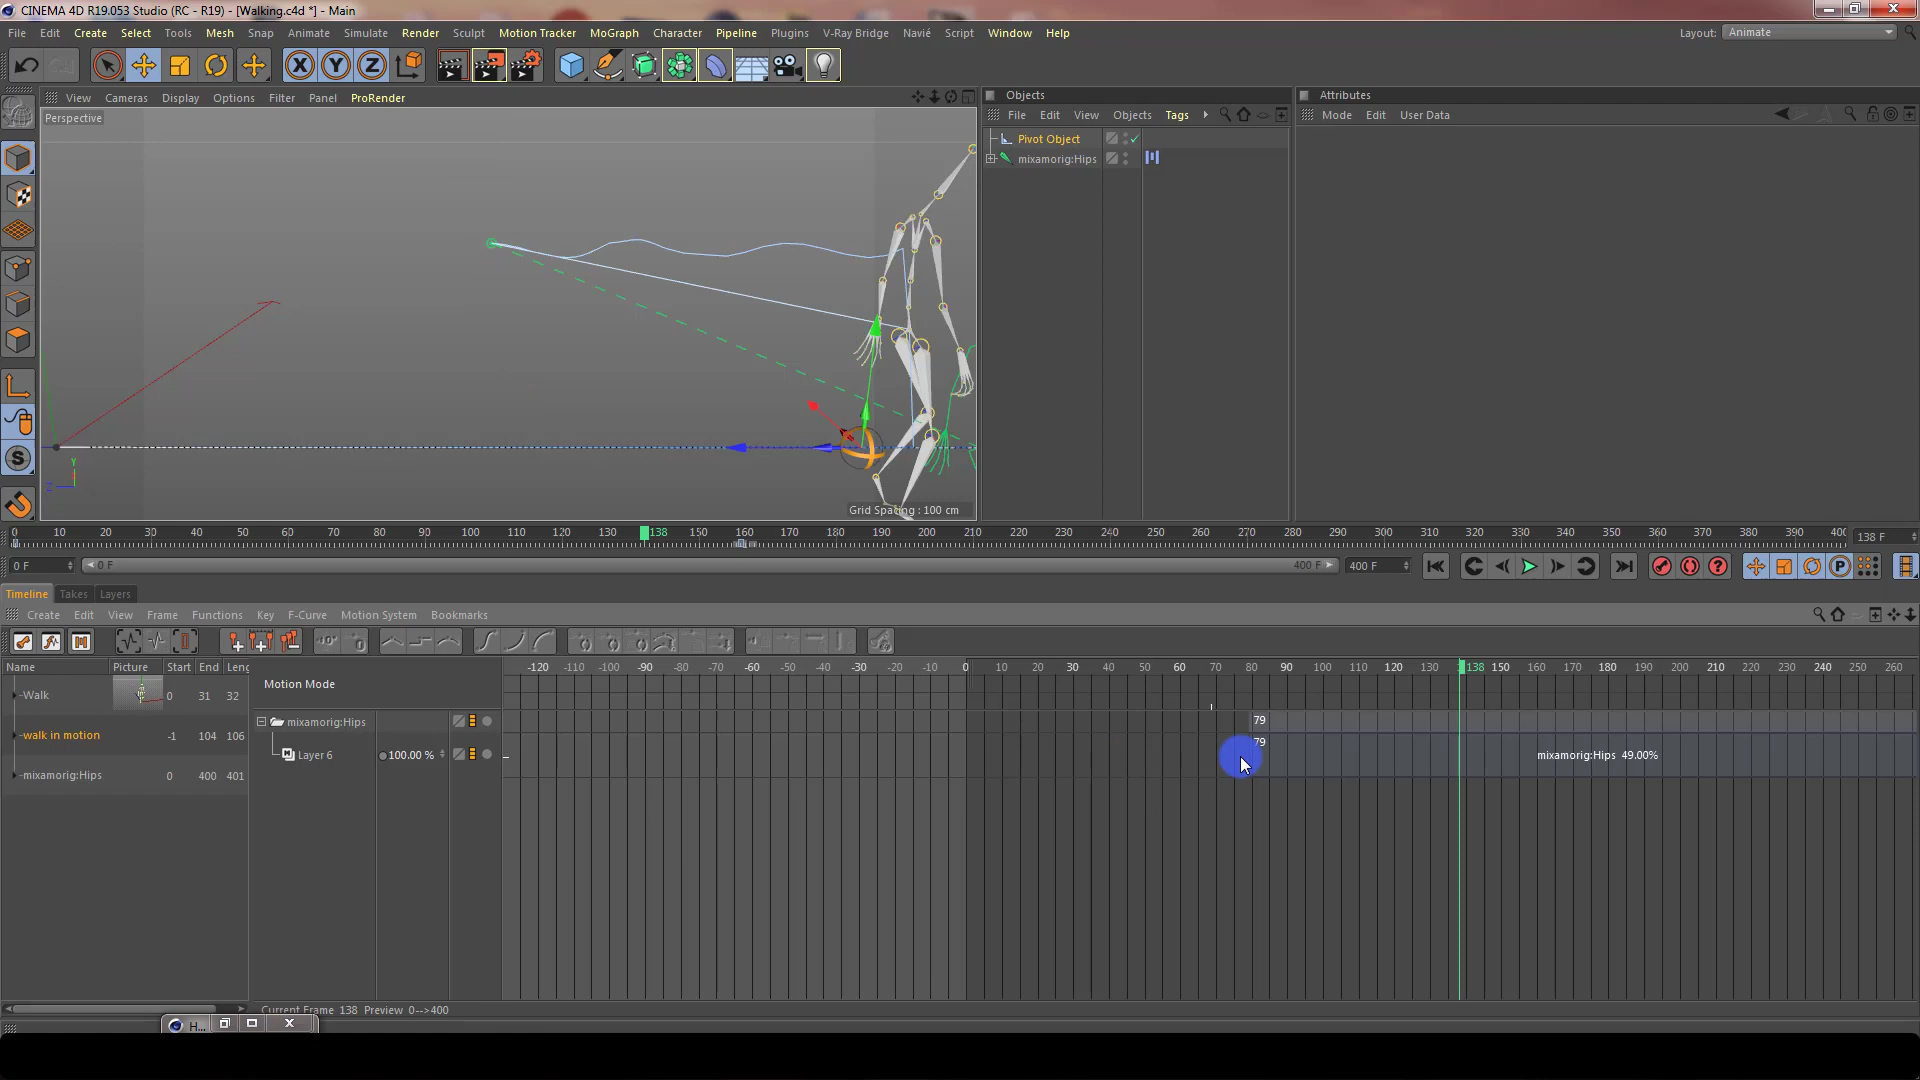 CINEMA 4D R19.053 Studio (RC - R19) - [Walking.c4d *] - Main
File Edit Create Select Tools Mesh Snap Animate Simulate Render Sculpt Motion Tracker MoGraph Character Pipeline Plugins V-Ray Bridge Navié Script Window Help Layout: Animate
View Cameras Display Options Filter Panel ProRender
Objects
Attributes
File Edit View Objects Tags
Mode Edit User Data
Perspective
Pivot Object
mixamorig:Hips
Y
Z
Grid Spacing : 100 cm
0 10 20 30 40 50 60 70 80 90 100 110 120 130 138 150 160 170 180 190 200 210 220 230 240 250 260 270 280 290 300 310 320 330 340 350 360 370 380 390 400 138 F
0 F 0 F 400 F 400 F
Timeline Takes Layers
Create Edit View Frame Functions Key F-Curve Motion System Bookmarks
Name Picture Start End Leng
-120 -110 -100 -90 -80 -70 -60 -50 -40 -30 -20 -10 0 10 20 30 40 50 60 70 80 90 100 110 120 130 138 150 160 170 180 190 200 210 220 230 240 250 260
Motion Mode
Walk 0 31 32
mixamorig:Hips 79
walk in motion -1 104 106
79
Layer 6 100.00 % mixamorig:Hips 49.00%
mixamorig:Hips 0 400 401
Current Frame 138 Preview 0-->400
H...